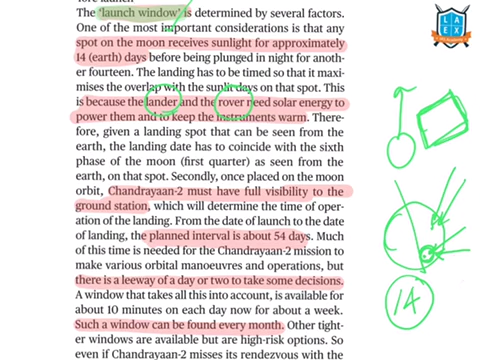 fore launch
The 'launch window' is determined by several factors.
One of the most important considerations is that any
spot on the moon receives sunlight for approximately
14 (earth) days before being plunged in night for ano-
ther fourteen. The landing has to be timed so that it max-
imises the overlap with the sunlit days on that spot. This
is because the lander and the rover need solar energy to
power them and to keep the instruments warm. There-
fore, given a landing spot that can be seen from the
earth, the landing date has to coincide with the sixth
phase of the moon (first quarter) as seen from the
earth, on that spot. Secondly, once placed on the moon
orbit, Chandrayaan-2 must have full visibility to the
ground station, which will determine the time of oper-
ation of the landing. From the date of launch to the date
of landing, the planned interval is about 54 days. Much
of this time is needed for the Chandrayaan-2 mission to
make various orbital manoeuvres and operations, but
there is a leeway of a day or two to take some decisions.
A window that takes all this into account, is available for
about 10 minutes on each day now for about a week.
Such a window can be found every month. Other tight-
er windows are available but are high-risk options. So
even if Chandrayaan-2 misses its rendezvous with the
LAEX
14